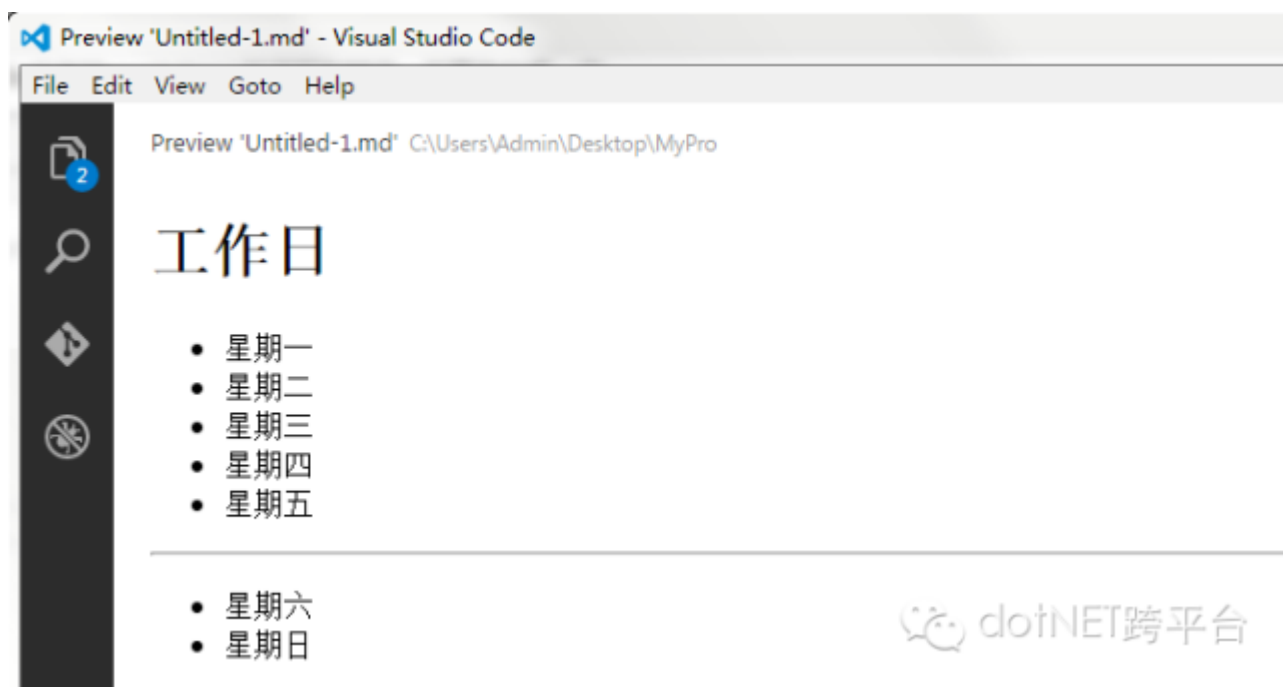 Preview 'Untitled-1.md' - Visual Studio Code
File Edit View Goto Help
Preview 'Untitled-1.md' C:\Users\Admin\Desktop\MyPro
2
工作日
• 星期一
• 星期二
• 星期三
• 星期四
• 星期五
• 星期六
• 星期日
dotNET跨平台